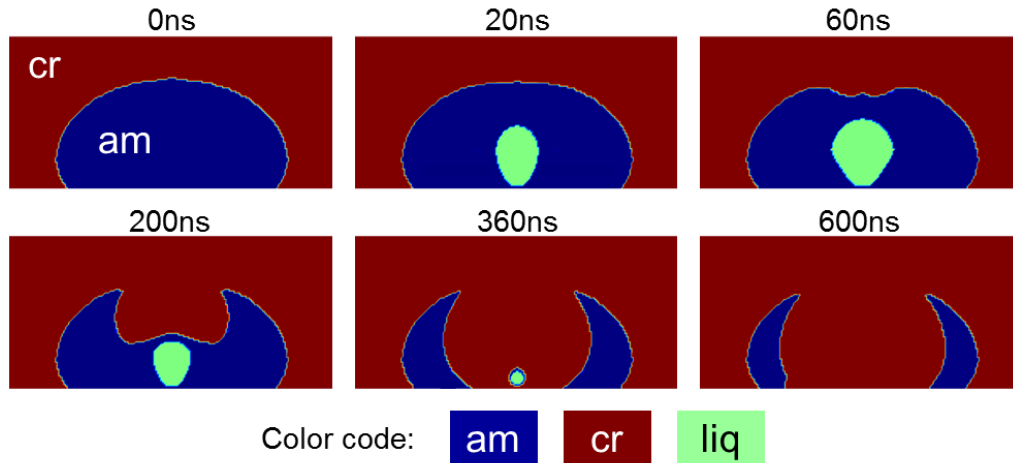 0ns 20ns 60ns
cr
am
200ns 360ns 600ns
Color code: am cr liq